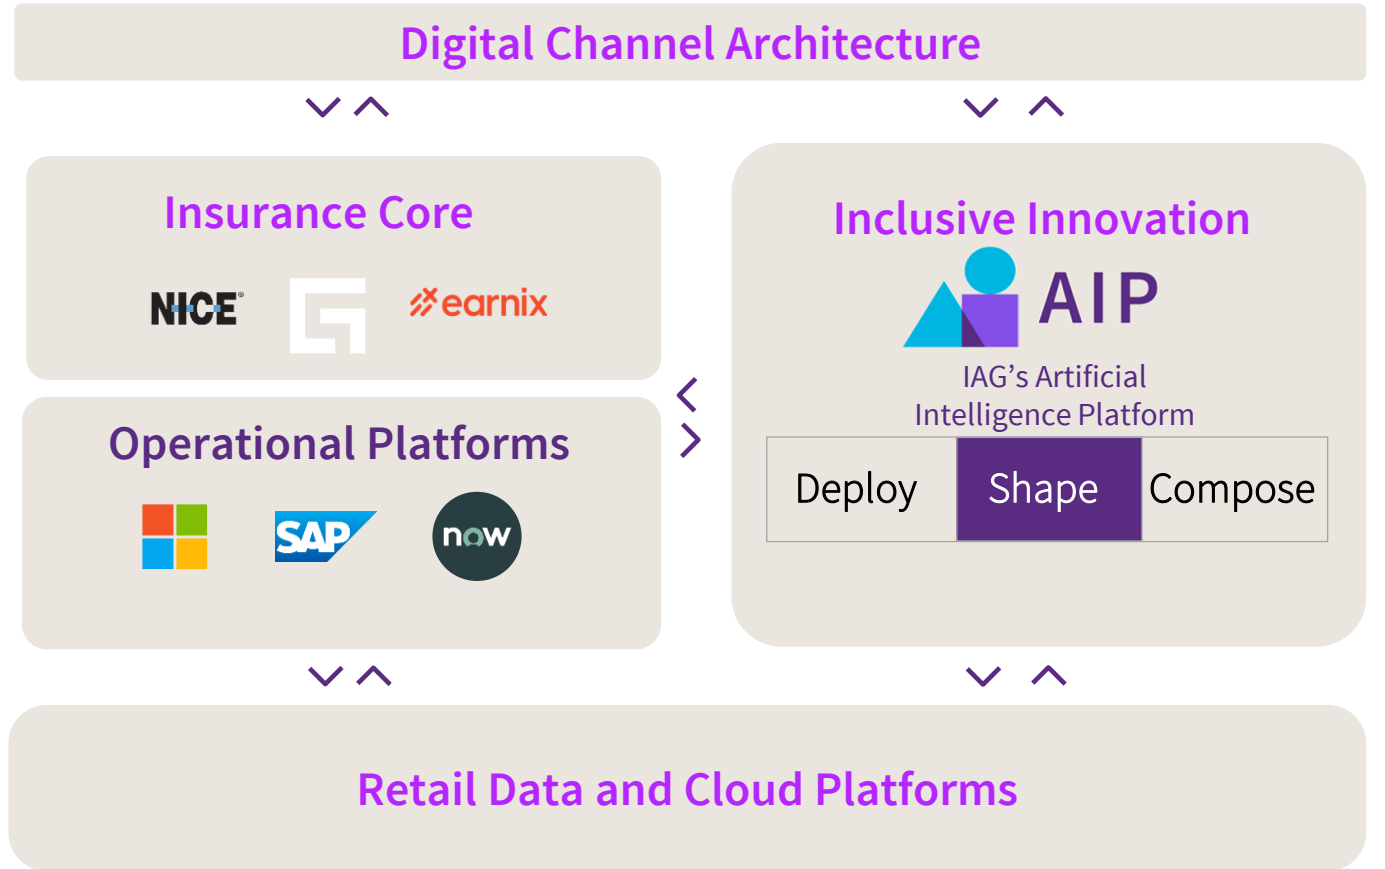 Digital Channel Architecture
Insurance Core
NICE®
earnix
Operational Platforms
SAP
now
Inclusive Innovation
AIP
IAG’s Artificial
Intelligence Platform
Deploy Shape Compose
Retail Data and Cloud Platforms